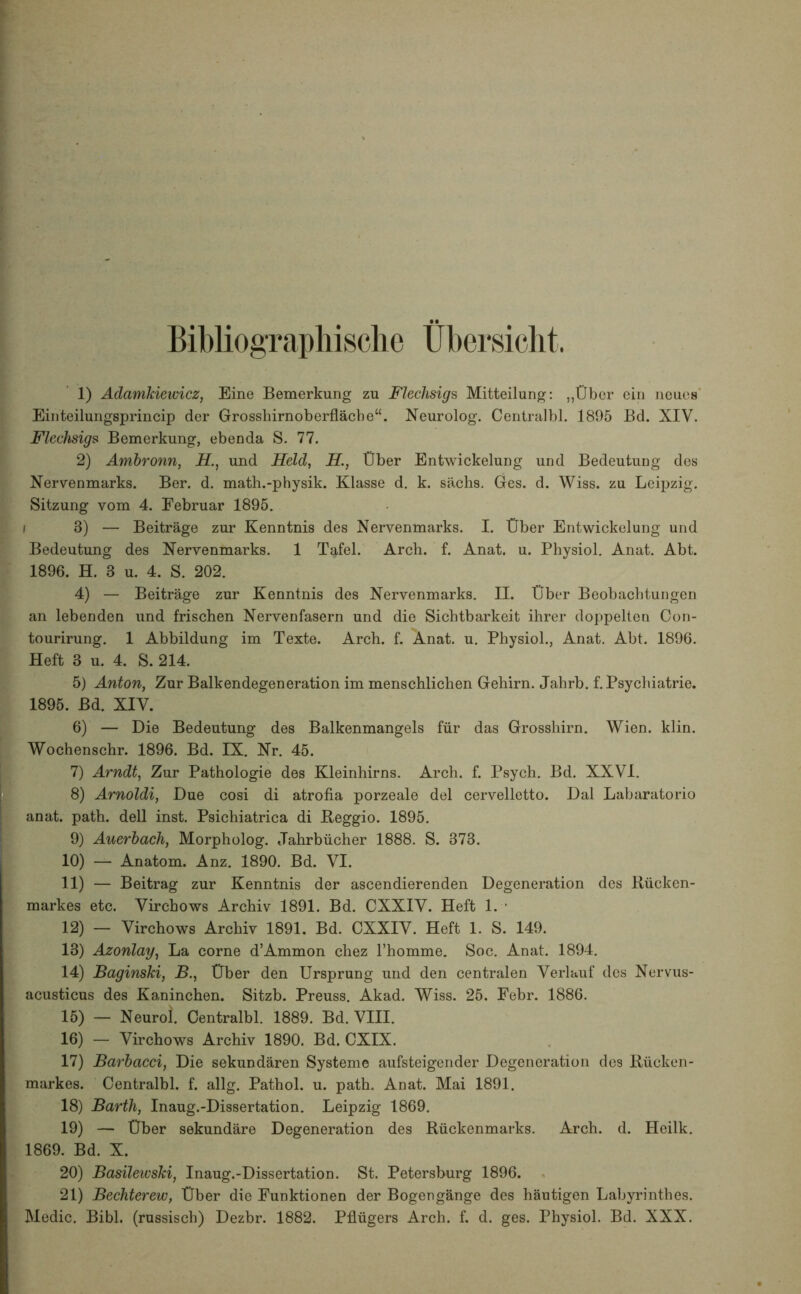 Bibliographische Übersicht.
1) Adamkiewicz, Eine Bemerkung zu Flechsigs Mitteilung: „Über ein neues
Einteilungsprincip der Grosshirnoberfläche“. Neurolog. Centralbl. 1895 Bd. XIV.
Flechsigs Bemerkung, ebenda S. 77.
2) Ambronn, H., und Held, H., Über Entwickelung und Bedeutung des
Nervenmarks. Ber. d. math.-physik. Klasse d. k. sächs. Ges. d. Wiss. zu Leipzig.
Sitzung vom 4. Februar 1895.
3) — Beiträge zur Kenntnis des Nervenmarks. I. Über Entwickelung und
Bedeutung des Nervenmarks. 1 Tafel. Arch. f. Anat. u. Physiol. Anat. Abt.
1896. H. 3 u. 4. S. 202.
4) — Beiträge zur Kenntnis des Nervenmarks. II. Über Beobachtungen
an lebenden und frischen Nervenfasern und die Sichtbarkeit ihrer doppelten Con-
tourirung. 1 Abbildung im Texte. Arch. f. Anat. u. Physiol., Anat. Abt. 1896.
Heft 3 u. 4. S. 214.
5) Anton, Zur Balkendegeneration im menschlichen Gehirn. Jahrb. f. Psychiatrie.
1895. Bd. XIV.
6) — Die Bedeutung des Balkenmangels für das Grosshirn. Wien. klin.
Wochenschr. 1896. Bd. IX. Nr. 45.
7) Arndt, Zur Pathologie des Kleinhirns. Arch. f. Psych. Bd. XXVI.
8) Arnoldi, Due cosi di atrofia porzeale del cervelletto. Dal Labaratorio
anat. path. dell inst. Psichiatrica di Reggio. 1895.
9) Auerbach, Morpholog. Jahrbücher 1888. S. 373.
10) — Anatom. Anz. 1890. Bd. VI.
11) — Beitrag zur Kenntnis der ascendierenden Degeneration des Rücken-
markes etc. Virchows Archiv 1891. Bd. CXXIV. Heft 1.
12) — Virchows Archiv 1891. Bd. CXXIV. Heft 1. S. 149.
13) Azonlay, La corne d’Ammon chez l’homme. Soc. Anat. 1894.
14) Baginski, B., Über den Ursprung und den centralen Verlauf des Nervus-
acusticus des Kaninchen. Sitzb. Preuss. Akad. Wiss. 25. Febr. 1886.
15) — Neurol. Centralbl. 1889. Bd. VIII.
16) — Virchows Archiv 1890. Bd. CXIX.
17) Barbacci, Die sekundären Systeme aufsteigender Degeneration des Rücken-
markes. Centralbl. f. allg. Pathol. u. path. Anat. Mai 1891.
18) Barth, Inaug.-Dissertation. Leipzig 1869.
19) — Über sekundäre Degeneration des Rückenmarks. Arch. d. Heilk.
1869. Bd. X.
20) Basilewski, Inaug.-Dissertation. St. Petersburg 1896.
21) Bechterew, Über die Funktionen der Bogengänge des häutigen Labyrinthes.
Medic. Bibl. (russisch) Dezbr. 1882. Pflügers Arch. f. d. ges. Physiol. Bd. XXX.